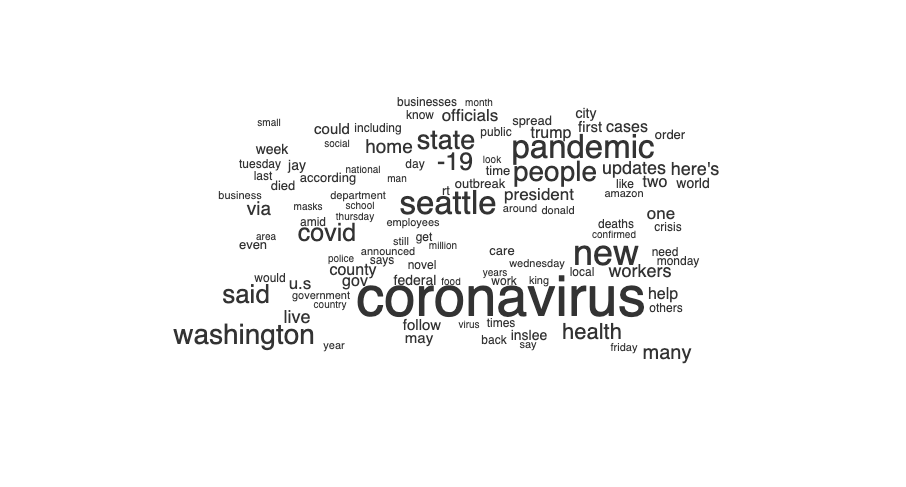 businesses month
know officials
city
small
could including
social
spread
public trump first cases order
state
home
pandemic
week
-19
tuesday jay
day
look
time
people updates here's
last according national
man
died
outbreak
rt
like two world
amazon
business
department
president
via
masks school
seattle
around donald
thursday
amid
employees
one
deaths crisis
confirmed
covid
area
even
still get
million
announced
care
new
need
monday
police says novel
wednesday
county
local workers
would u.s
gov federal food
years
work king
said
government
country
coronavirus
help
others
live
follow
may
virus times
inslee
back say
health
washington
year
friday many